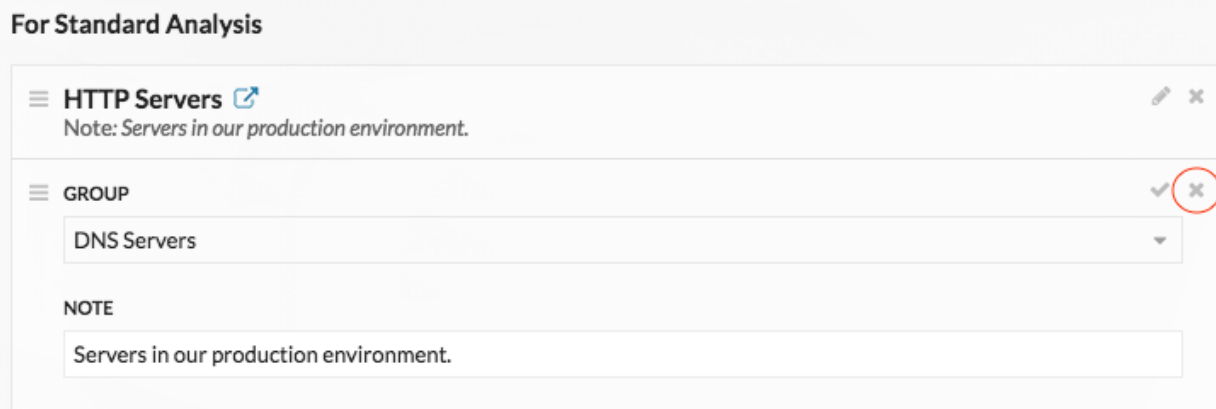 For Standard Analysis
HTTP Servers
Note: Servers in our production environment.
GROUP
DNS Servers
NOTE
Servers in our production environment.